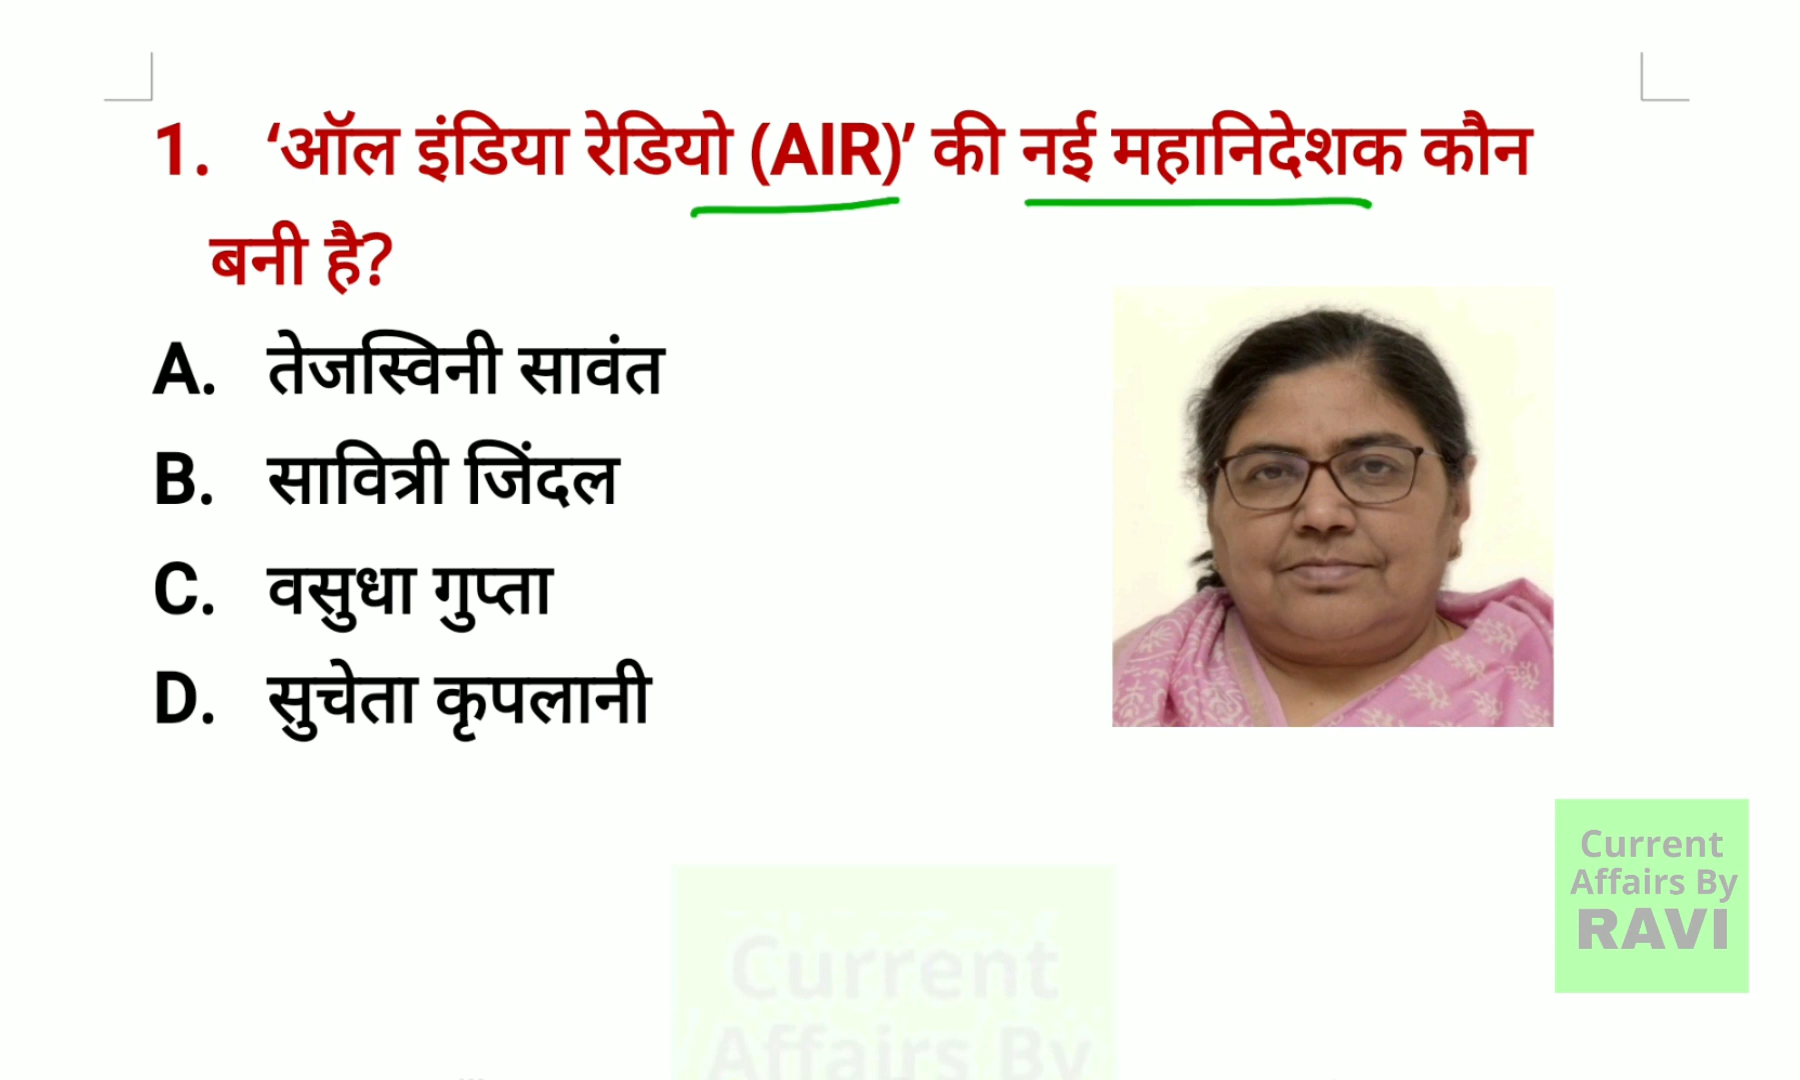 1. ‘ऑल इंडिया रेडियो (AIR)’ की नई महानिदेशक कौन
बनी है?
A. तेजस्विनी सावंत
B. सावित्री जिंदल
C. वसुधा गुप्ता
D. सुचेता कृपलानी
Current
Affairs By
RAVI
Current
Affairs By